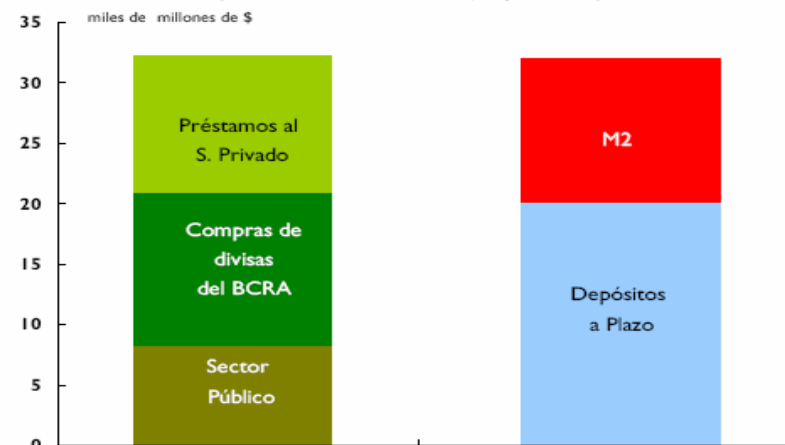 miles de millones de $
35
30
25
20
15
10
5
0
Préstamos al
S. Privado
Compras de
divisas
del BCRA
Sector
Público
M2
Depósitos
a Plazo